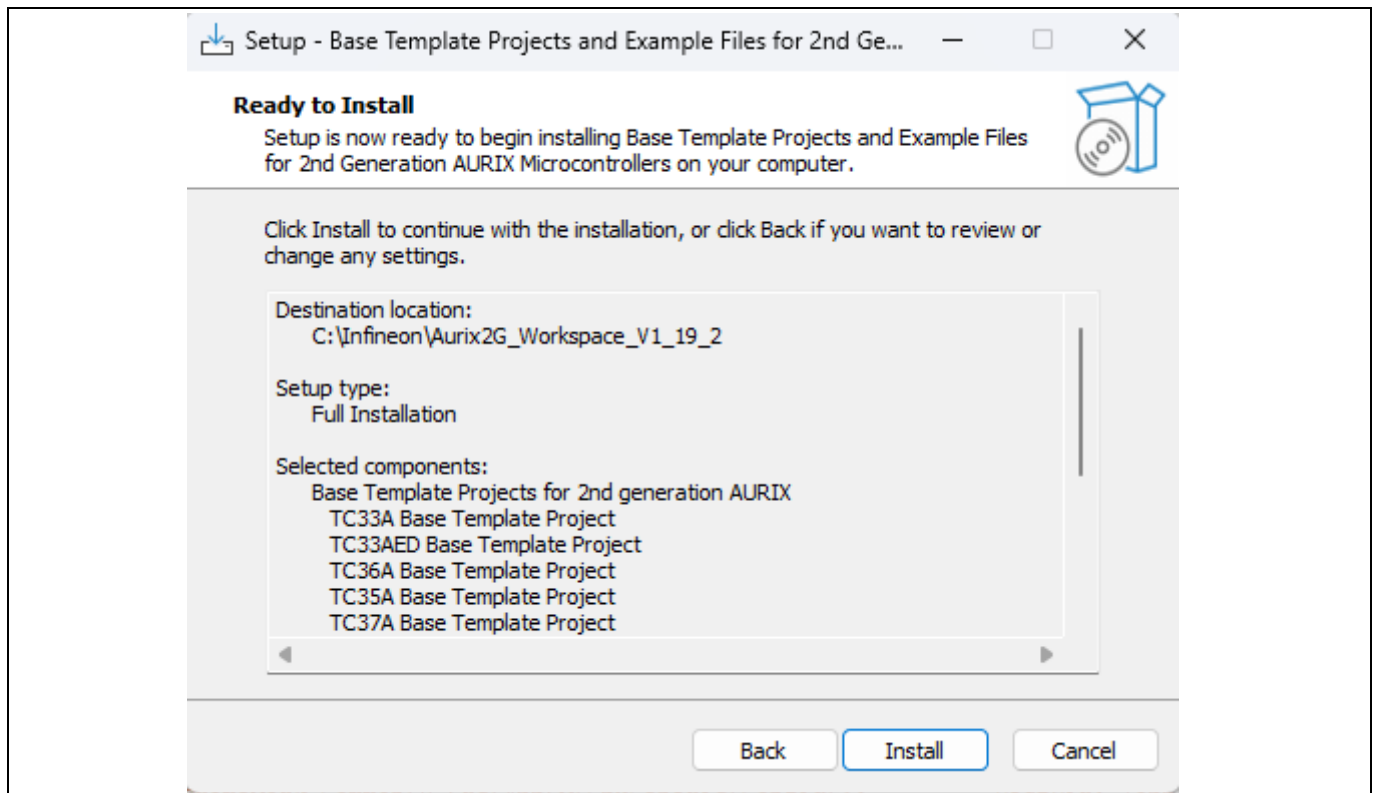 Setup - Base Template Projects and Example Files for 2nd Ge...
Ready to Install
Setup is now ready to begin installing Base Template Projects and Example Files
for 2nd Generation AURIX Microcontrollers on your computer.
Click Install to continue with the installation, or click Back if you want to review or
change any settings.
Destination location:
C:\Infineon\Aurix2G_Workspace_V1_19_2
Setup type:
Full Installation
Selected components:
Base Template Projects for 2nd generation AURIX
TC33A Base Template Project
TC33AED Base Template Project
TC36A Base Template Project
TC35A Base Template Project
TC37A Base Template Project
Back
Install
Cancel